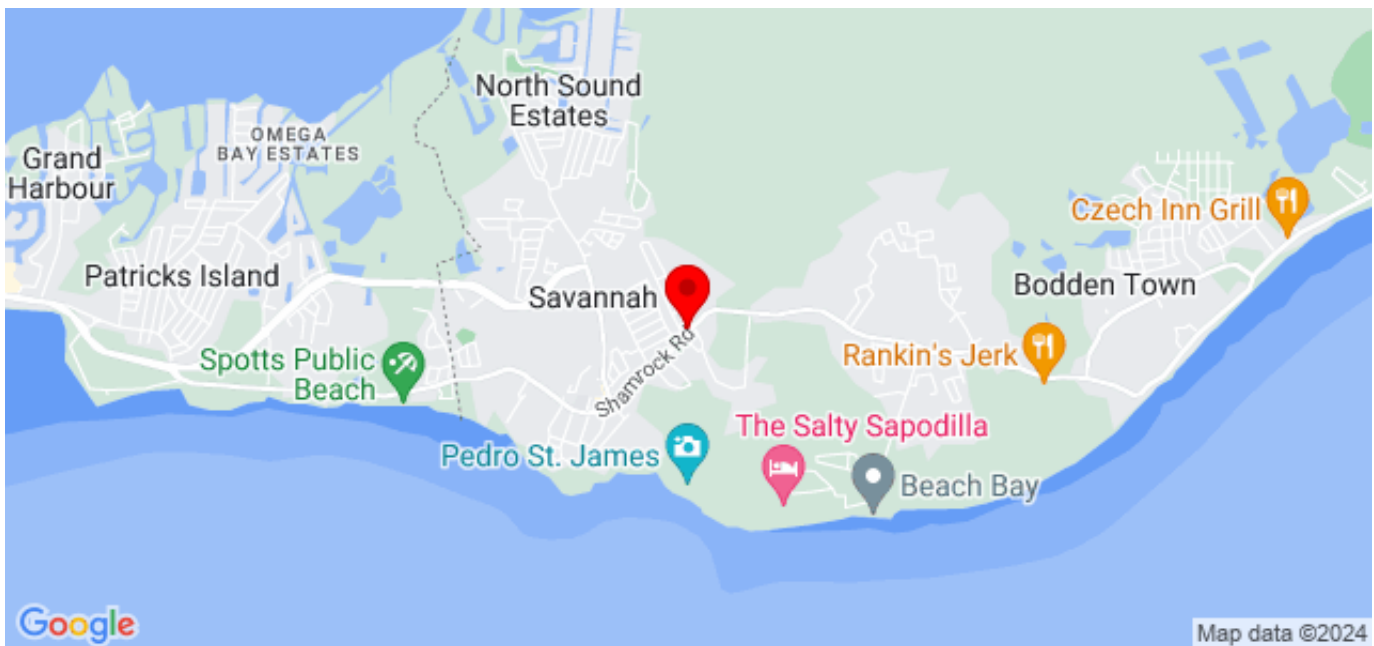 North Sound
Estates
OMEGA
BAY ESTATES
Grand
Harbour
Czech Inn Grill
Patricks Island
Savannah
Bodden Town
Spotts Public
Beach
Shamrock Rd
Rankin's Jerk
The Salty Sapodilla
Pedro St. James
Beach Bay
Google
Map data ©2024